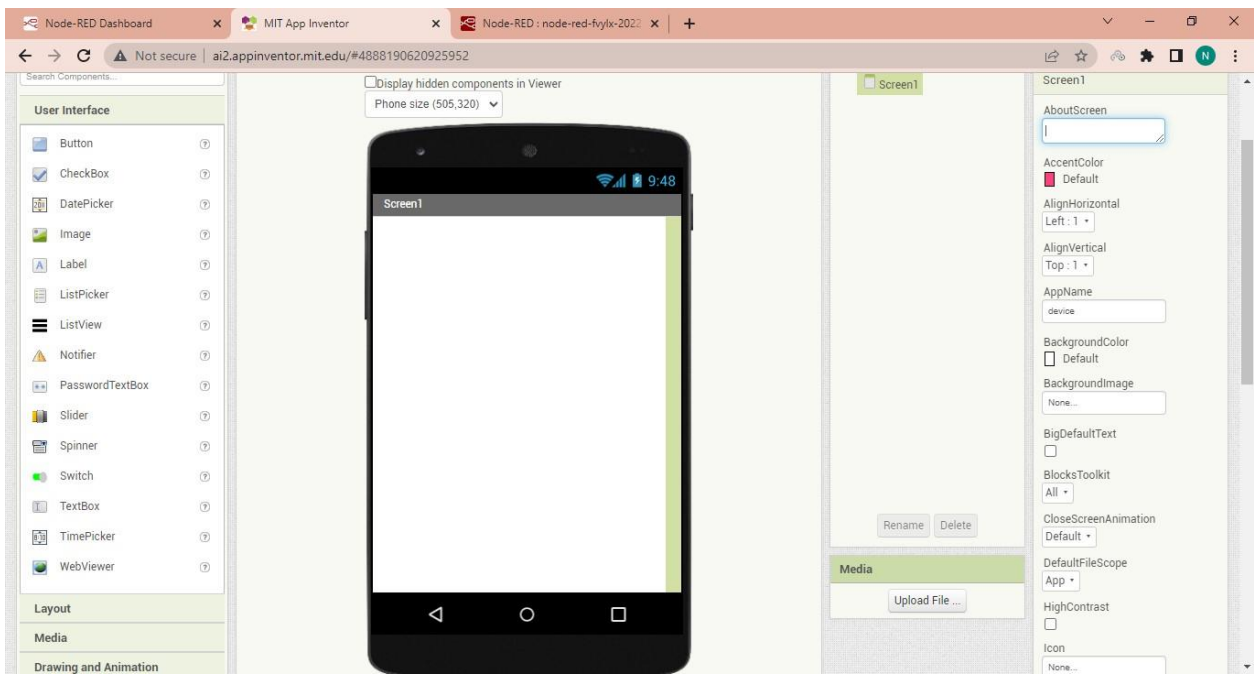 Node-RED Dashboard
MIT App Inventor
Node-RED : node-red-fvylx-2022
Not secure
ai2.appinventor.mit.edu/#4888190620925952
N
Search Components...
User Interface
Button
CheckBox
DatePicker
Image
Label
ListPicker
ListView
Notifier
PasswordTextBox
Slider
Spinner
Switch
TextBox
TimePicker
WebViewer
Layout
Media
Drawing and Animation
Display hidden components in Viewer
Phone size (505,320)
9:48
Screen1
Screen1
Rename Delete
Media
Upload File ...
Screen1
AboutScreen
AccentColor
Default
AlignHorizontal
Left : 1
AlignVertical
Top : 1
AppName
device
BackgroundColor
Default
BackgroundImage
None...
BigDefaultText
BlocksToolkit
All
CloseScreenAnimation
Default
DefaultFileScope
App
HighContrast
Icon
None...